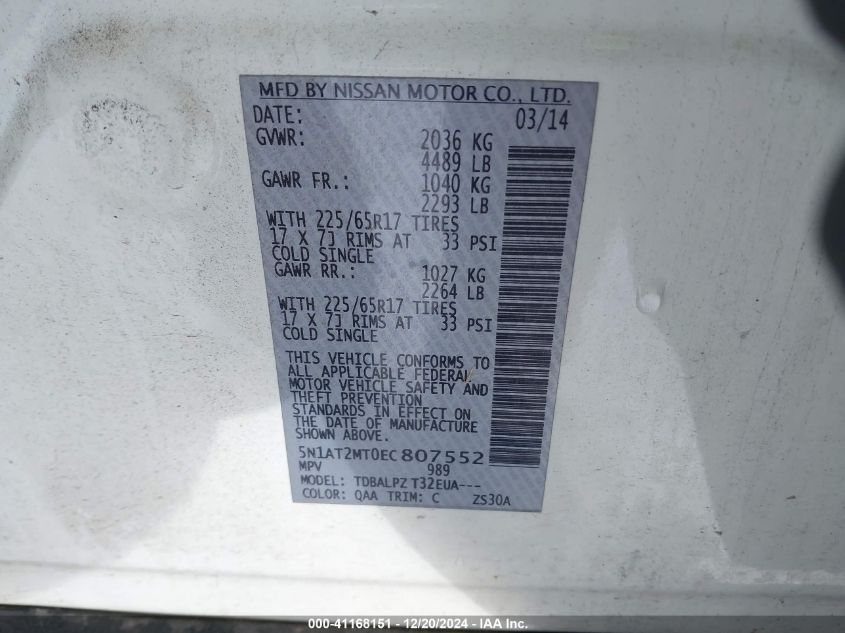 MFD BY NISSAN MOTOR CO., LTD.
DATE: 03/14
GVWR: 2036 KG
4489 LB
GAWR FR.: 1040 KG
2293 LB
WITH 225/65R17 TIRES
17 X 7J RIMS AT 33 PSI
COLD SINGLE
GAWR RR.: 1027 KG
2264 LB
WITH 225/65R17 TIRES
17 X 7J RIMS AT 33 PSI
COLD SINGLE
THIS VEHICLE CONFORMS TO
ALL APPLICABLE FEDERAL
MOTOR VEHICLE SAFETY AND
THEFT PREVENTION
STANDARDS IN EFFECT ON
THE DATE OF MANUFACTURE
SHOWN ABOVE.
5N1AT2MT0EC807552
MPV 989
MODEL: TDBALPZ T32EUA---
COLOR: QAA TRIM: C ZS30A
000-41168151 - 12/20/2024 - IAA Inc.